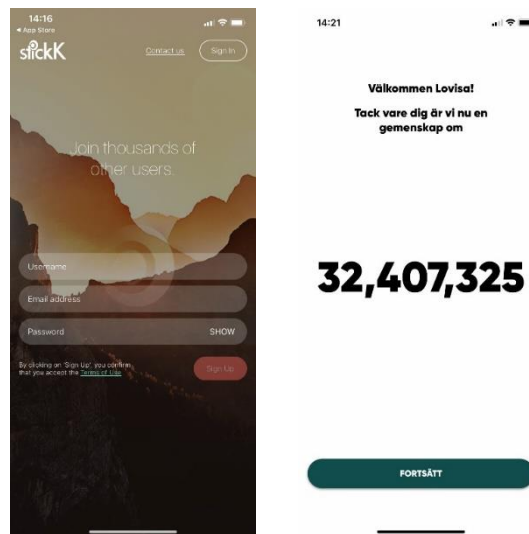 14:16
◀ App Store
stickK
Contact us
Sign In
Join thousands of
other users.
Username
Email address
Password
SHOW
By clicking on 'Sign Up', you confirm
that you accept the Terms of Use
Sign Up
14:21
Välkommen Lovisa!
Tack vare dig är vi nu en
gemenskap om
32,407,325
FORTSÄTT